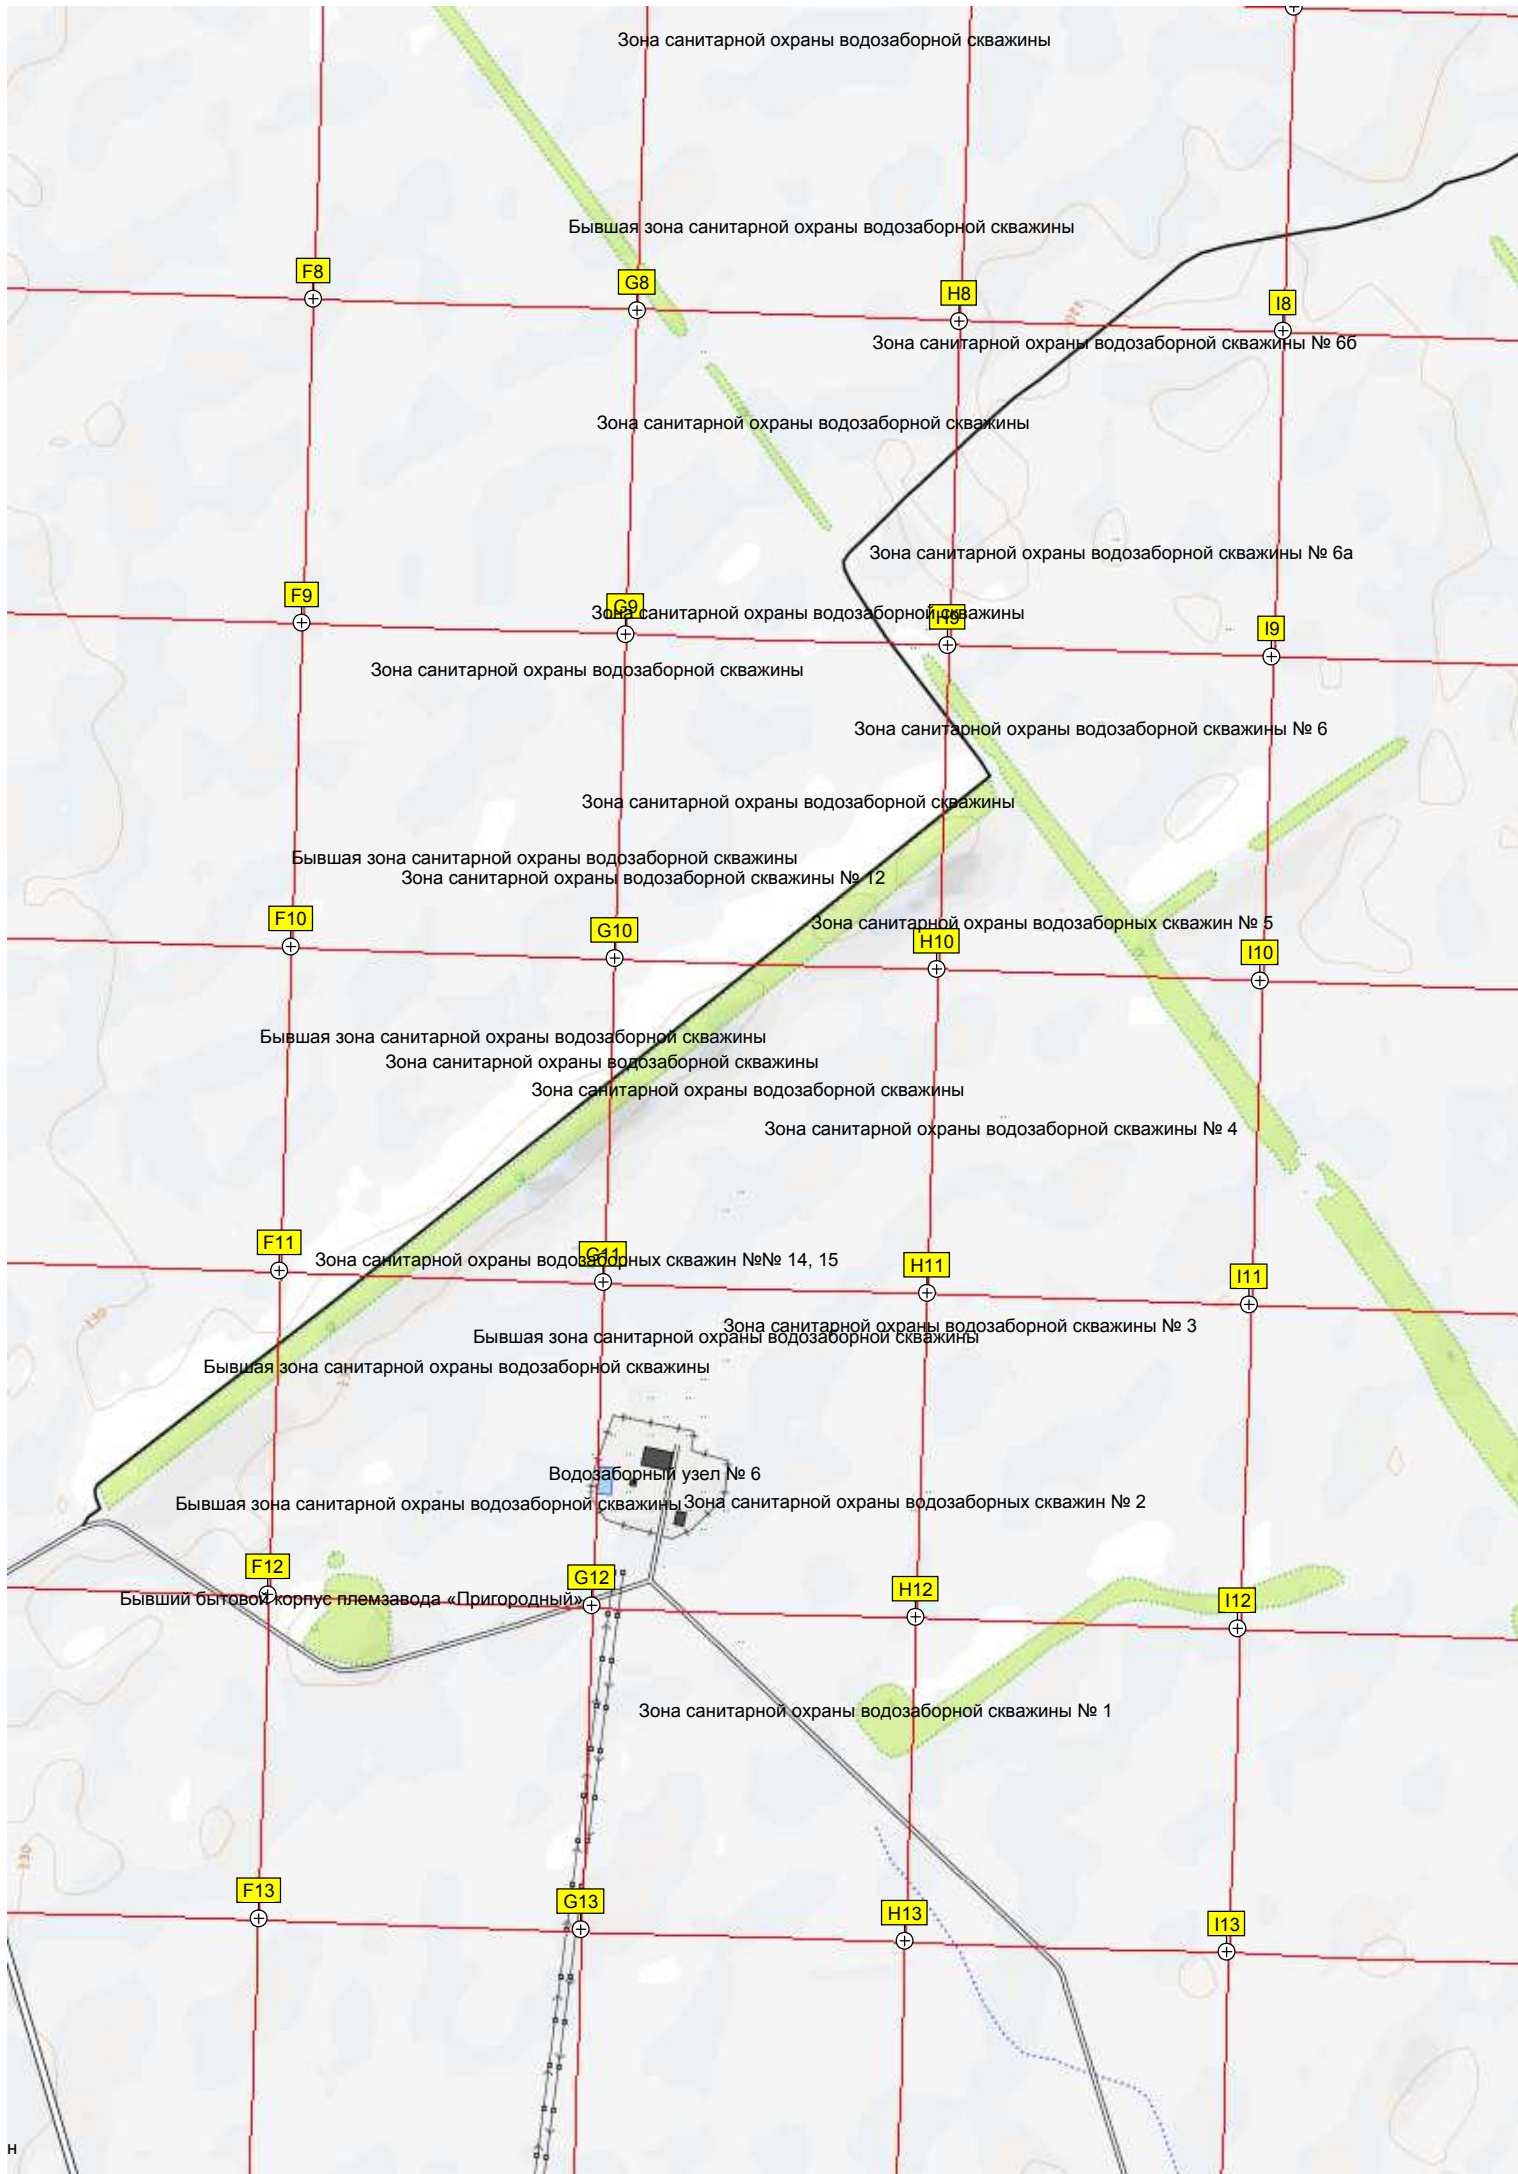 Зона санитарной охраны водозаборной скважины
Бывшая зона санитарной охраны водозаборной скважины
F8
G8
H8
I8
120
Зона санитарной охраны водозаборной скважины № 6б
Зона санитарной охраны водозаборной скважины
Зона санитарной охраны водозаборной скважины № 6а
F9
G9
Зона санитарной охраны водозаборной скважины
H9
I9
Зона санитарной охраны водозаборной скважины
Зона санитарной охраны водозаборной скважины № 6
Зона санитарной охраны водозаборной скважины
Бывшая зона санитарной охраны водозаборной скважины
Зона санитарной охраны водозаборной скважины № 12
F10
G10
Зона санитарной охраны водозаборных скважин № 5
H10
I10
Бывшая зона санитарной охраны водозаборной скважины
Зона санитарной охраны водозаборной скважины
Зона санитарной охраны водозаборной скважины
Зона санитарной охраны водозаборной скважины № 4
F11
Зона санитарной охраны водозаборных скважин №№ 14, 15
G11
H11
I11
130
Зона санитарной охраны водозаборной скважины № 3
Бывшая зона санитарной охраны водозаборной скважины
Бывшая зона санитарной охраны водозаборной скважины
Водозаборный узел № 6
Бывшая зона санитарной охраны водозаборной скважины
Зона санитарной охраны водозаборных скважин № 2
F12
G12
H12
I12
Бывший бытовой корпус племзавода «Пригородный»
Зона санитарной охраны водозаборной скважины № 1
130
F13
G13
H13
I13
н